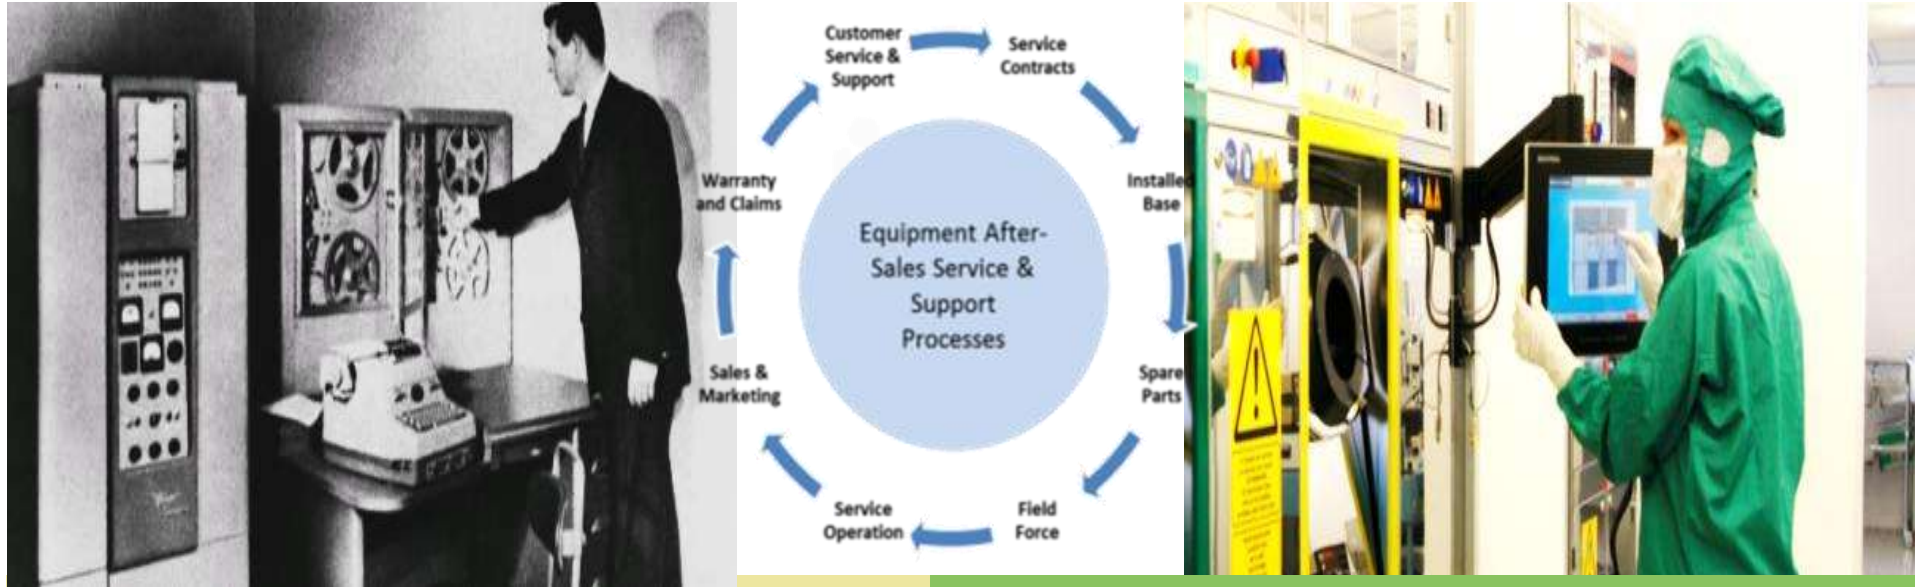 Customer
Service &
Support
Service
Contracts
Installed
Base
Spare
Parts
Field
Force
Service
Operation
Sales &
Marketing
Warranty
and Claims
Equipment After-
Sales Service &
Support
Processes